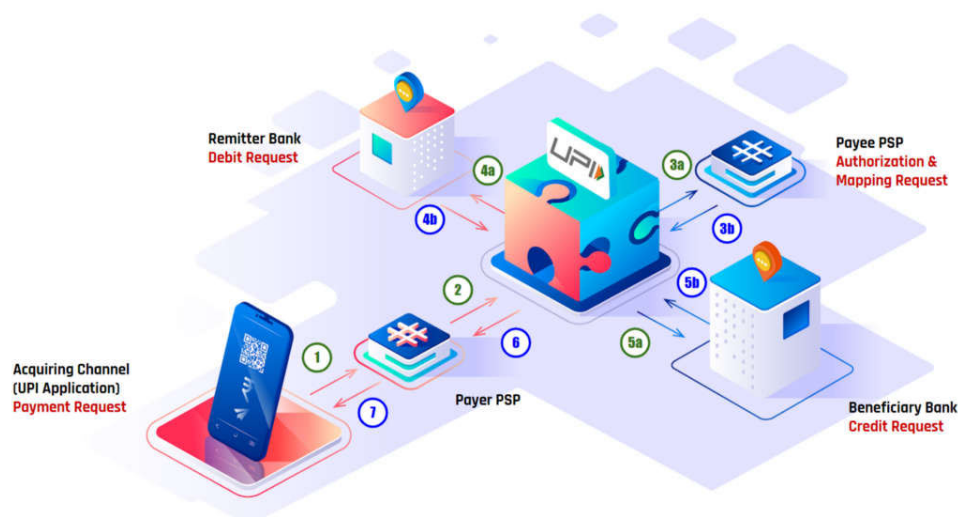 Remitter Bank
Debit Request
4a
4b
UPI
3a
3b
Payee PSP
Authorization &
Mapping Request
2
6
5b
5a
1
7
Acquiring Channel
(UPI Application)
Payment Request
Payer PSP
Beneficiary Bank
Credit Request